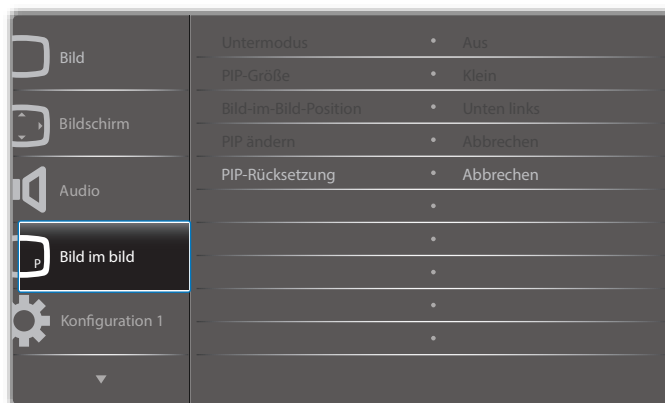 Bild
Bildschirm
Audio
P
Bild im bild
Konfiguration 1
Untermodus • Aus
PIP-Größe • Klein
Bild-im-Bild-Position • Unten links
PIP ändern • Abbrechen
PIP-Rücksetzung • Abbrechen
•
•
•
•
•